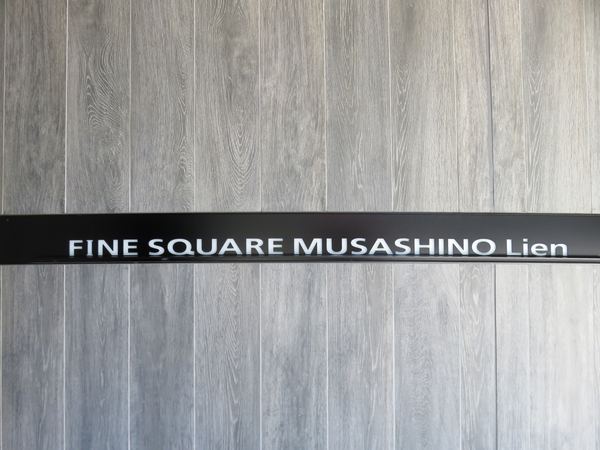 FINE SQUARE MUSASHINO Lien